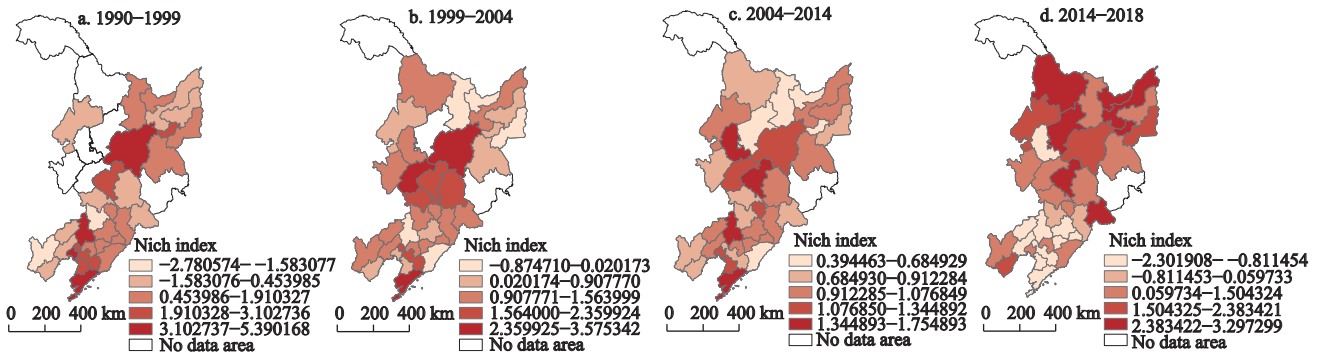 a. 1990–1999
Nich index
−2.780574–−1.583077
−1.583076–0.453985
0.453986–1.910327
1.910328–3.102736
3.102737–5.390168
No data area
0 200 400 km
b. 1999–2004
Nich index
−0.874710–0.020173
0.020174–0.907770
0.907771–1.563999
1.564000–2.359924
2.359925–3.575342
No data area
0 200 400 km
c. 2004–2014
Nich index
0.394463–0.684929
0.684930–0.912284
0.912285–1.076849
1.076850–1.344892
1.344893–1.754893
No data area
0 200 400 km
d. 2014–2018
Nich index
−2.301908–−0.811454
−0.811453–0.059733
0.059734–1.504324
1.504325–2.383421
2.383422–3.297299
No data area
0 200 400 km